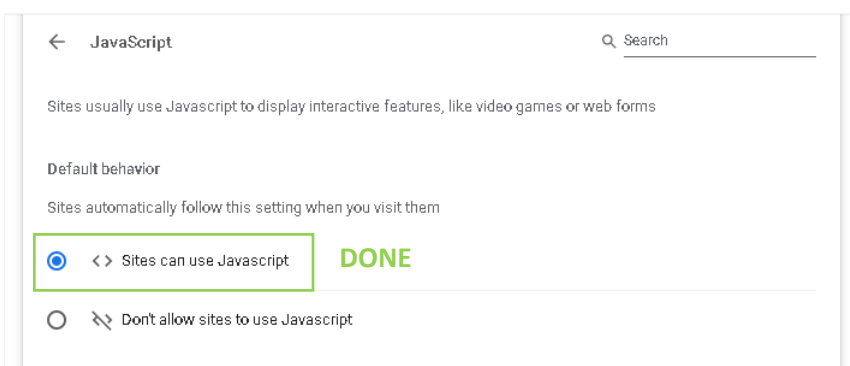 JavaScript
Search
Sites usually use Javascript to display interactive features, like video games or web forms
Default behavior
Sites automatically follow this setting when you visit them
Sites can use Javascript
DONE
Don't allow sites to use Javascript